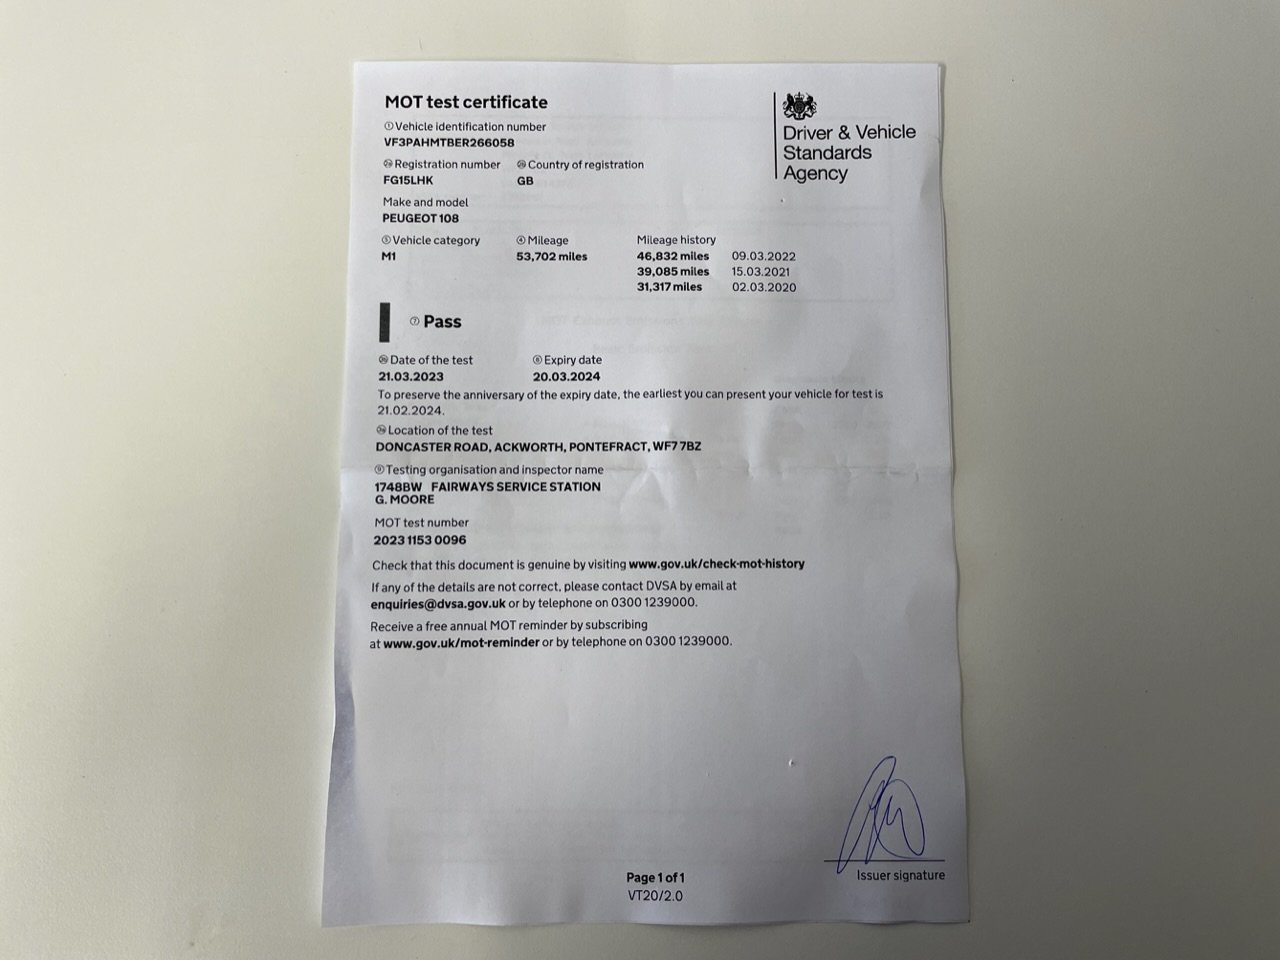 MOT test certificate
Driver & Vehicle
Standards
Agency
① Vehicle identification number
VF3PAHMTBER266058
Registration number
Country of registration
FG15LHK
GB
Make and model
PEUGEOT 108
⑤ Vehicle category
④ Mileage
Mileage history
M1
53,702 miles
46,832 miles 09.03.2022
39,085 miles 15.03.2021
31,317 miles 02.03.2020
⑦ Pass
Date of the test
⑧ Expiry date
21.03.2023
20.03.2024
To preserve the anniversary of the expiry date, the earliest you can present your vehicle for test is
21.02.2024.
Location of the test
DONCASTER ROAD, ACKWORTH, PONTEFRACT, WF7 7BZ
⑨ Testing organisation and inspector name
1748BW FAIRWAYS SERVICE STATION
G. MOORE
MOT test number
2023 1153 0096
Check that this document is genuine by visiting www.gov.uk/check-mot-history
If any of the details are not correct, please contact DVSA by email at
enquiries@dvsa.gov.uk or by telephone on 0300 1239000.
Receive a free annual MOT reminder by subscribing
at www.gov.uk/mot-reminder or by telephone on 0300 1239000.
Issuer signature
Page 1 of 1
VT20/2.0